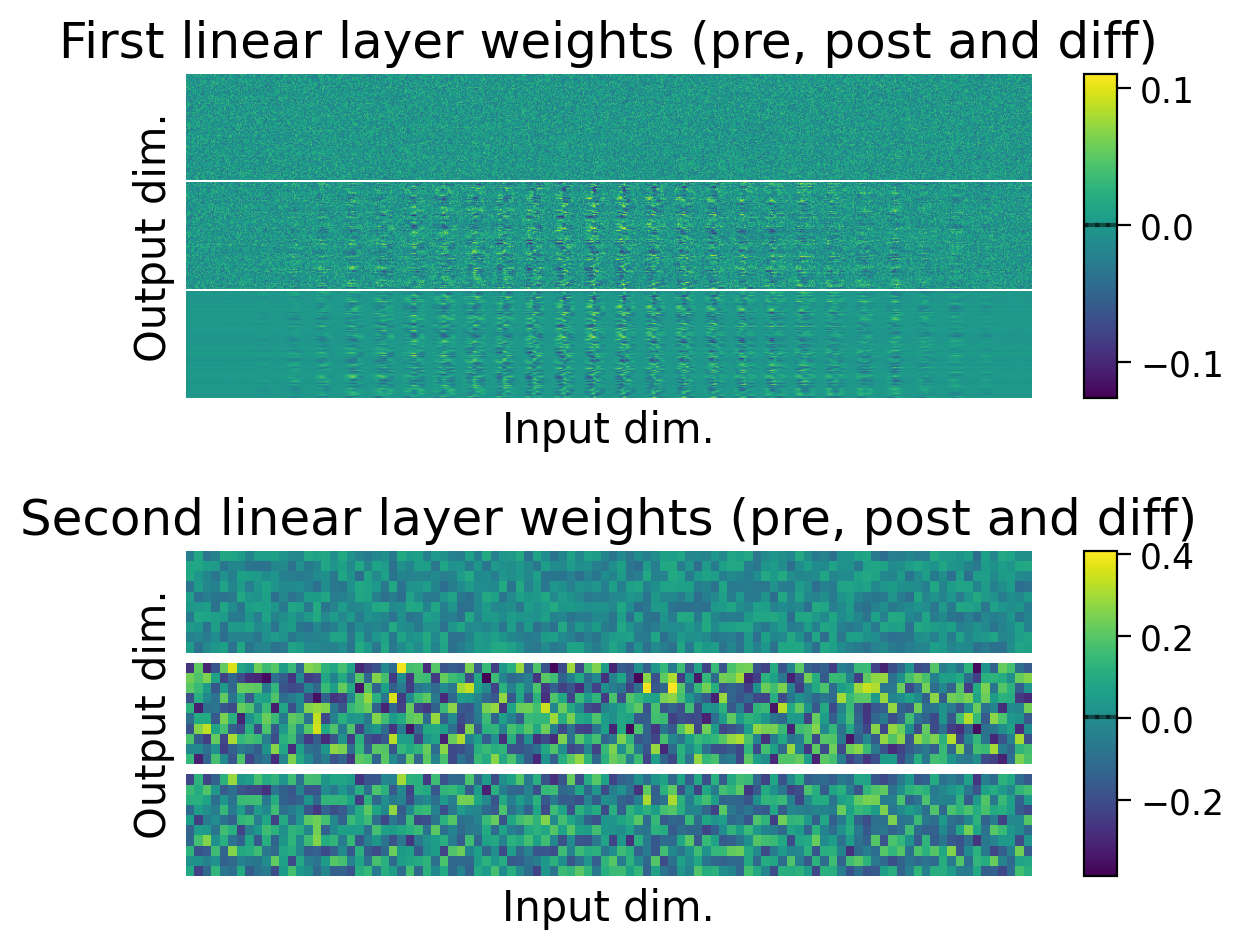 First linear layer weights (pre, post and diff)
Output dim.
0.1
0.0
−0.1
Input dim.
Second linear layer weights (pre, post and diff)
Output dim.
0.4
0.2
0.0
−0.2
Input dim.